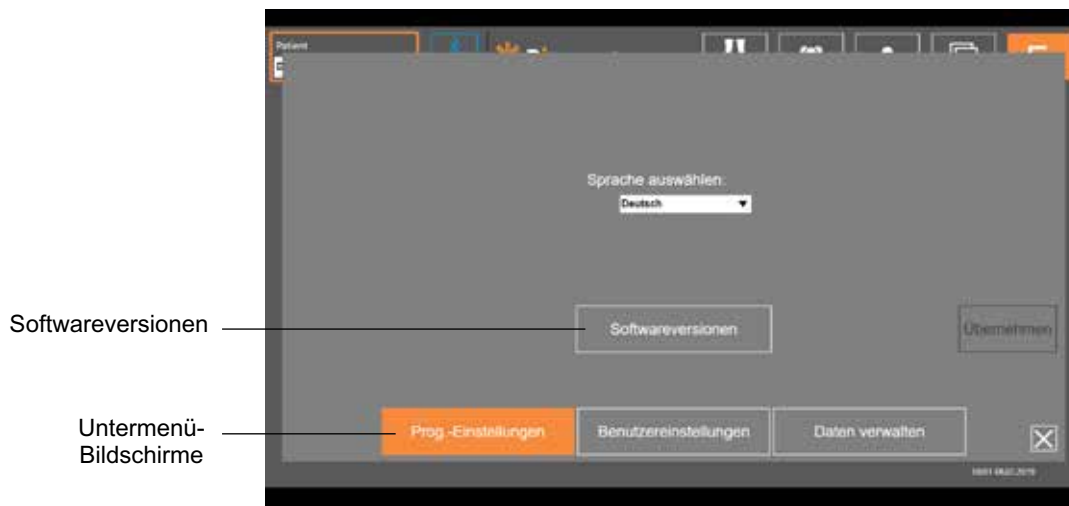 Patient
Sprache auswählen:
Deutsch
Softwareversionen
Softwareversionen
Übernehmen
Untermenü-
Bildschirme
Prog.-Einstellungen
Benutzereinstellungen
Daten verwalten